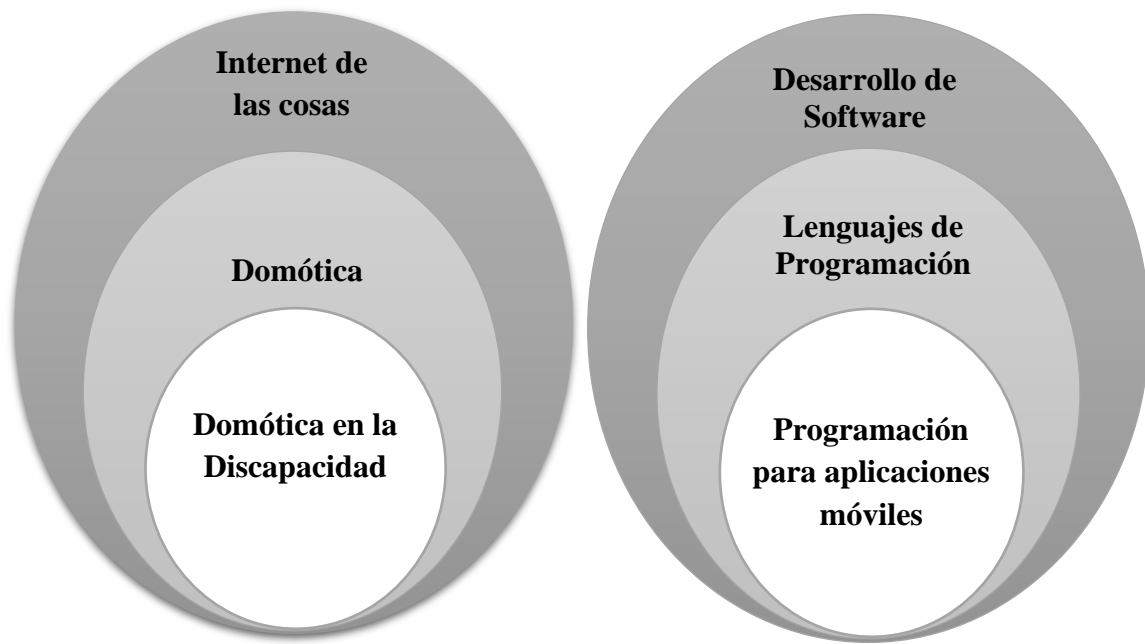 Internet de
las cosas
Domótica
Domótica en la
Discapacidad
Desarrollo de
Software
Lenguajes de
Programación
Programación
para aplicaciones
móviles